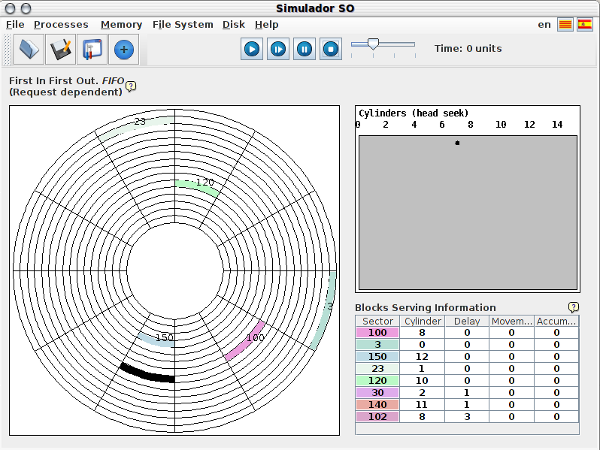 Simulador SO
File Processes Memory File System Disk Help en
Time: 0 units
First In First Out. FIFO
(Request dependent)
23
120
3
150
100
Cylinders (head seek)
0 2 4 6 8 10 12 14
Blocks Serving Information
Sector Cylinder Delay Movem... Accum...
100 8 0 0 0
3 0 0 0 0
150 12 0 0 0
23 1 0 0 0
120 10 0 0 0
30 2 1 0 0
140 11 1 0 0
102 8 3 0 0